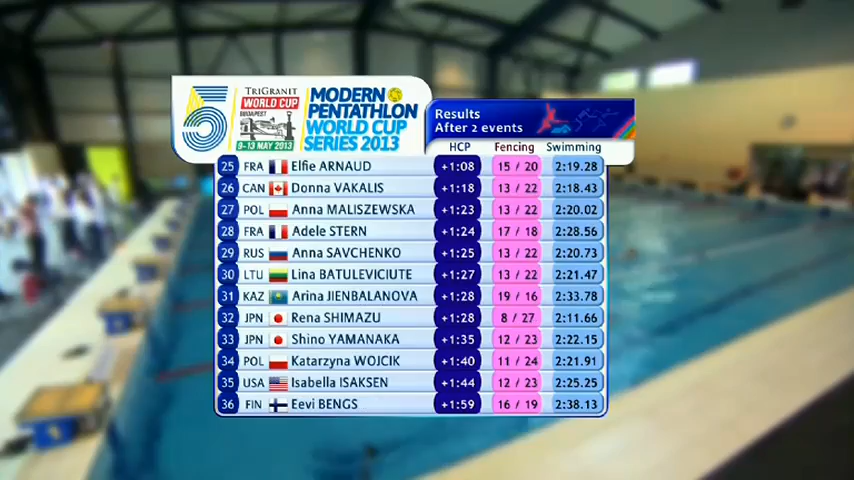 TRIGRANIT
WORLD CUP
BUDAPEST
9-13 MAY 2013
MODERN
PENTATHLON
WORLD CUP
SERIES 2013
Results
After 2 events
HCP Fencing Swimming
25 FRA Elfie ARNAUD +1:08 15 / 20 2:19.28
26 CAN Donna VAKALIS +1:18 13 / 22 2:18.43
27 POL Anna MALISZEWSKA +1:23 13 / 22 2:20.02
28 FRA Adele STERN +1:24 17 / 18 2:28.56
29 RUS Anna SAVCHENKO +1:25 13 / 22 2:20.73
30 LTU Lina BATULEVICIUTE +1:27 13 / 22 2:21.47
31 KAZ Arina JIENBALANOVA +1:28 19 / 16 2:33.78
32 JPN Rena SHIMAZU +1:28 8 / 27 2:11.66
33 JPN Shino YAMANAKA +1:35 12 / 23 2:22.15
34 POL Katarzyna WOJCIK +1:40 11 / 24 2:21.91
35 USA Isabella ISAKSEN +1:44 12 / 23 2:25.25
36 FIN Eevi BENGS +1:59 16 / 19 2:38.13